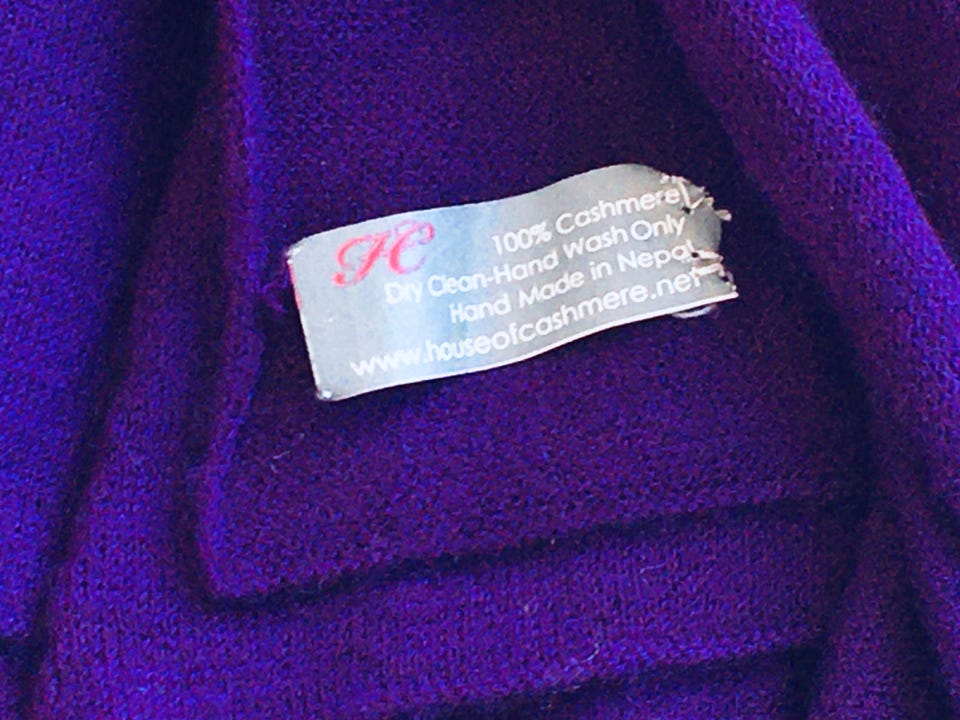 HC
100% Cashmere
Dry Clean-Hand Wash Only
Hand Made in Nepal
www.houseofcashmere.net